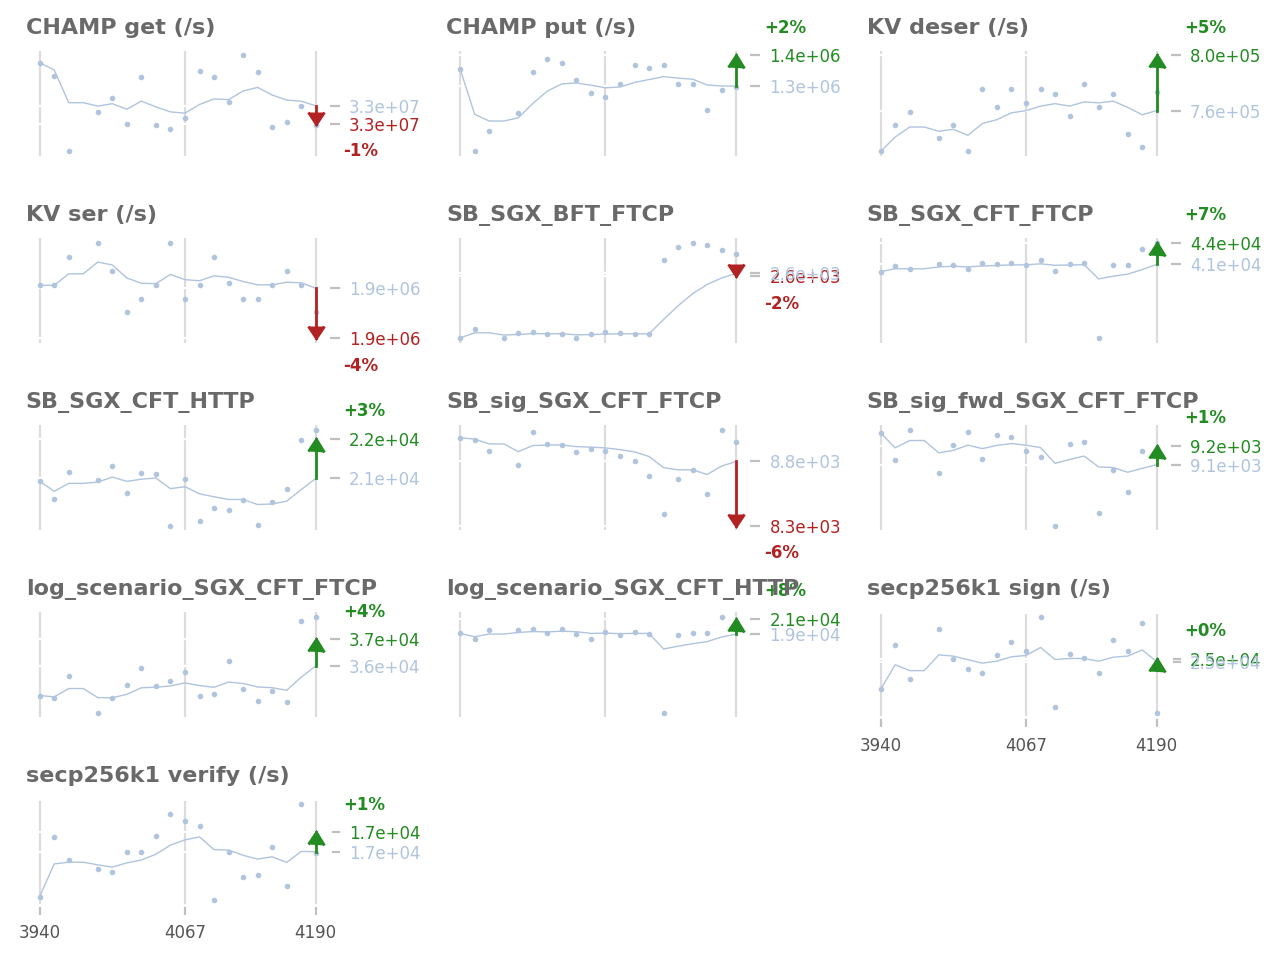 CHAMP get (/s)
3.3e+07
3.3e+07
-1%
CHAMP put (/s)
+2%
1.4e+06
1.3e+06
KV deser (/s)
+5%
8.0e+05
7.6e+05
KV ser (/s)
1.9e+06
1.9e+06
-4%
SB_SGX_BFT_FTCP
2.6e+03
2.6e+03
-2%
SB_SGX_CFT_FTCP
+7%
4.4e+04
4.1e+04
SB_SGX_CFT_HTTP
+3%
2.2e+04
2.1e+04
SB_sig_SGX_CFT_FTCP
8.8e+03
8.3e+03
-6%
SB_sig_fwd_SGX_CFT_FTCP
+1%
9.2e+03
9.1e+03
log_scenario_SGX_CFT_FTCP
+4%
3.7e+04
3.6e+04
log_scenario_SGX_CFT_HTTP
+8%
2.1e+04
1.9e+04
secp256k1 sign (/s)
+0%
2.5e+04
2.5e+04
3940
4067
4190
secp256k1 verify (/s)
+1%
1.7e+04
1.7e+04
3940
4067
4190